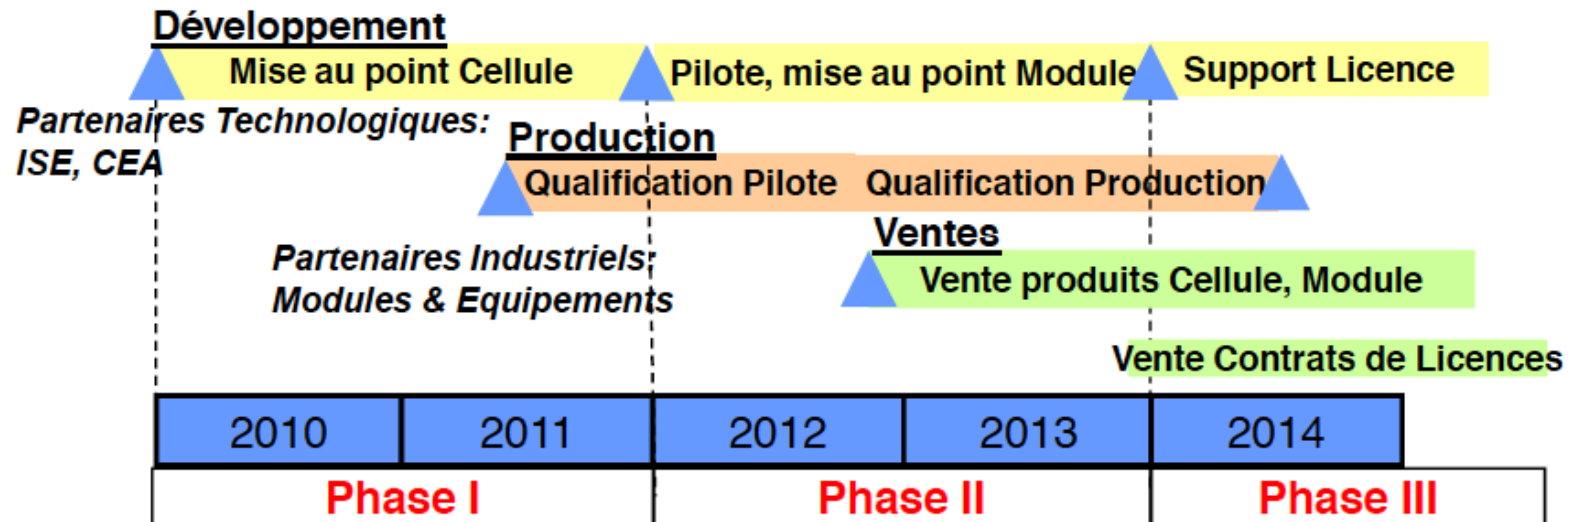 Développement
Mise au point Cellule
Pilote, mise au point Module
Support Licence
Partenaires Technologiques:
ISE, CEA
Production
Qualification Pilote
Qualification Production
Ventes
Partenaires Industriels:
Modules & Equipements
Vente produits Cellule, Module
Vente Contrats de Licences
2010
2011
2012
2013
2014
Phase I
Phase II
Phase III